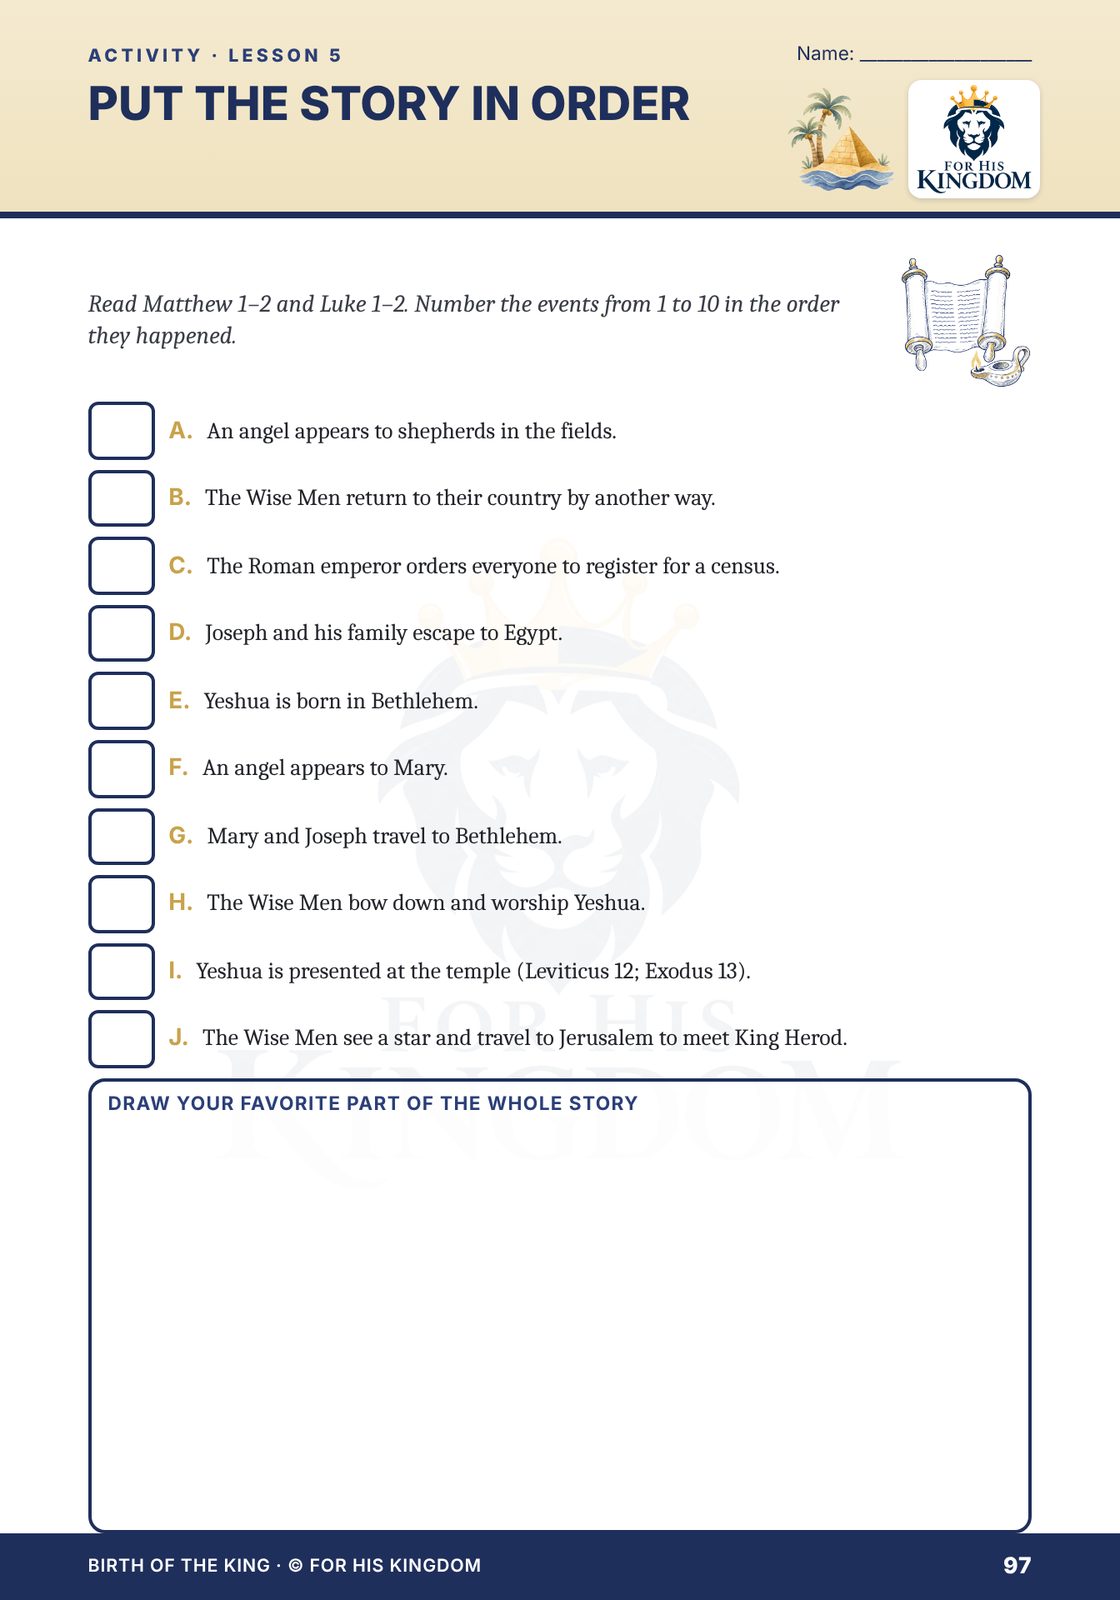 ACTIVITY · LESSON 5
Name: ________________
PUT THE STORY IN ORDER
FOR HIS
KINGDOM
Read Matthew 1–2 and Luke 1–2. Number the events from 1 to 10 in the order
they happened.
A. An angel appears to shepherds in the fields.
B. The Wise Men return to their country by another way.
C. The Roman emperor orders everyone to register for a census.
D. Joseph and his family escape to Egypt.
E. Yeshua is born in Bethlehem.
F. An angel appears to Mary.
G. Mary and Joseph travel to Bethlehem.
H. The Wise Men bow down and worship Yeshua.
I. Yeshua is presented at the temple (Leviticus 12; Exodus 13).
FOR HIS
J. The Wise Men see a star and travel to Jerusalem to meet King Herod.
KINGDOM
DRAW YOUR FAVORITE PART OF THE WHOLE STORY
BIRTH OF THE KING · © FOR HIS KINGDOM
97